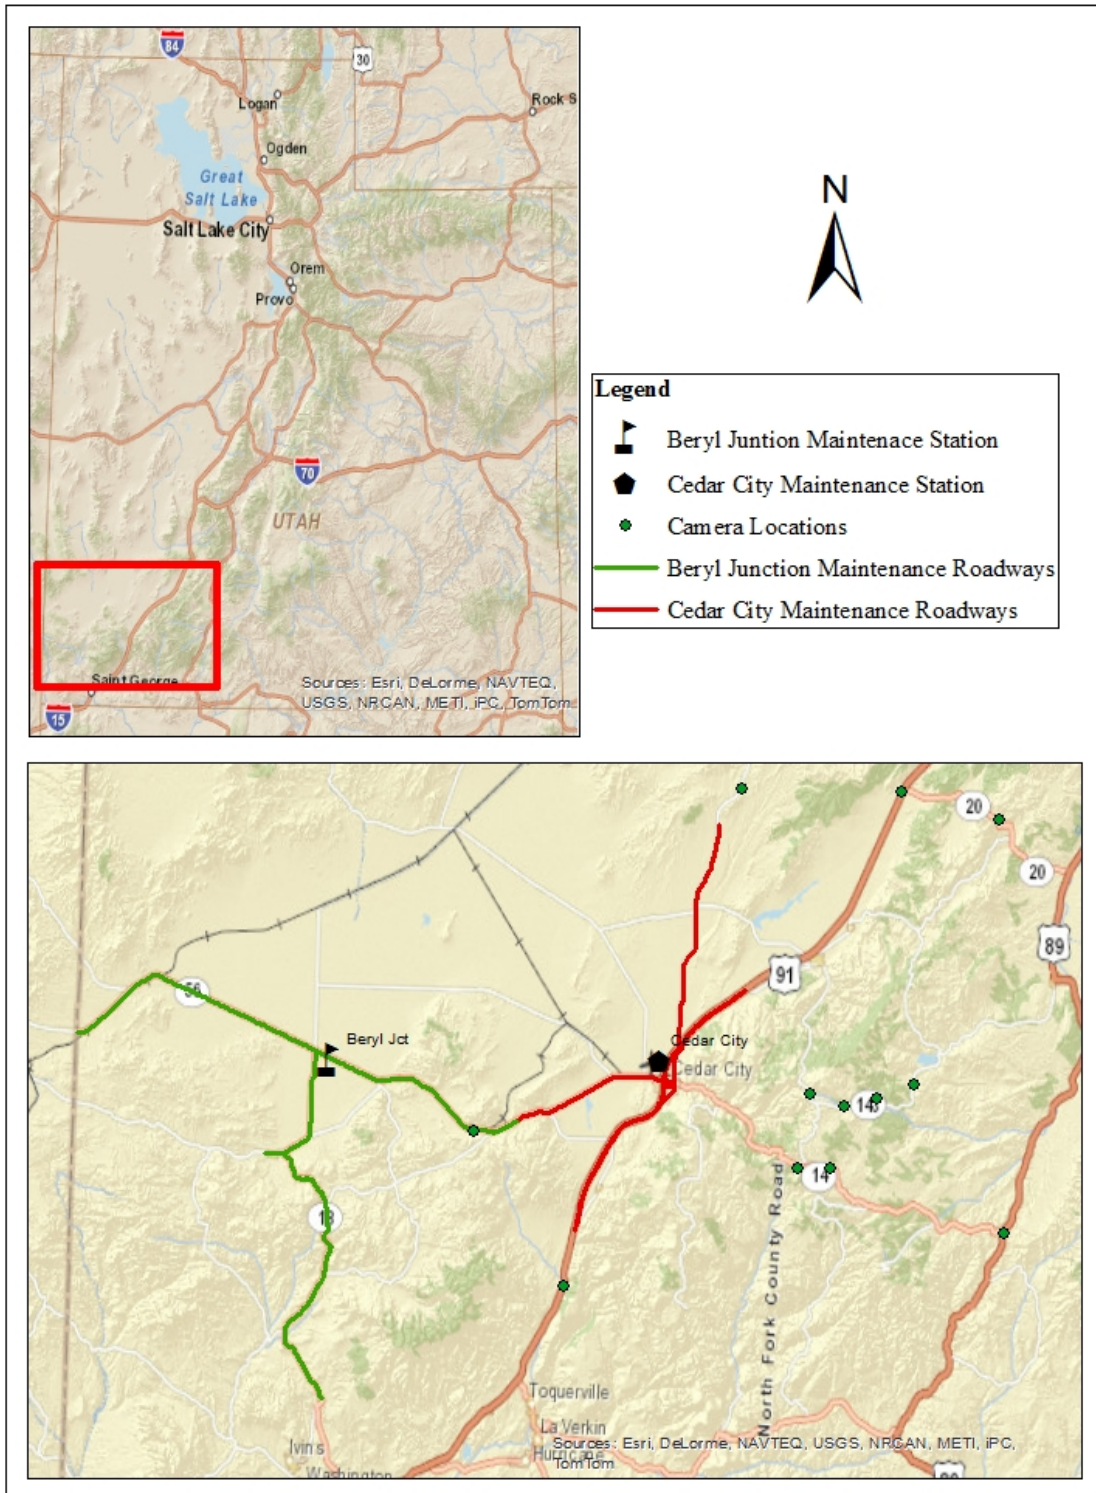 84
30
Logan
Rock S
Ogden
Great
Salt Lake
Salt Lake City
Orem
Provo
70
UTAH
Saint George
15
Sources: Esri, DeLorme, NAVTEQ,
USGS, NRCAN, METI, iPC, TomTom
N
Legend
Beryl Juntion Maintenace Station
Cedar City Maintenance Station
Camera Locations
Beryl Junction Maintenance Roadways
Cedar City Maintenance Roadways
20
20
89
91
56
Beryl Jct
Cedar City
Cedar City
14
14
18
North Fork County Road
Toquerville
La Verkin
Hurricane
Ivins
Washington
Sources: Esri, DeLorme, NAVTEQ, USGS, NRCAN, METI, iPC,
TomTom